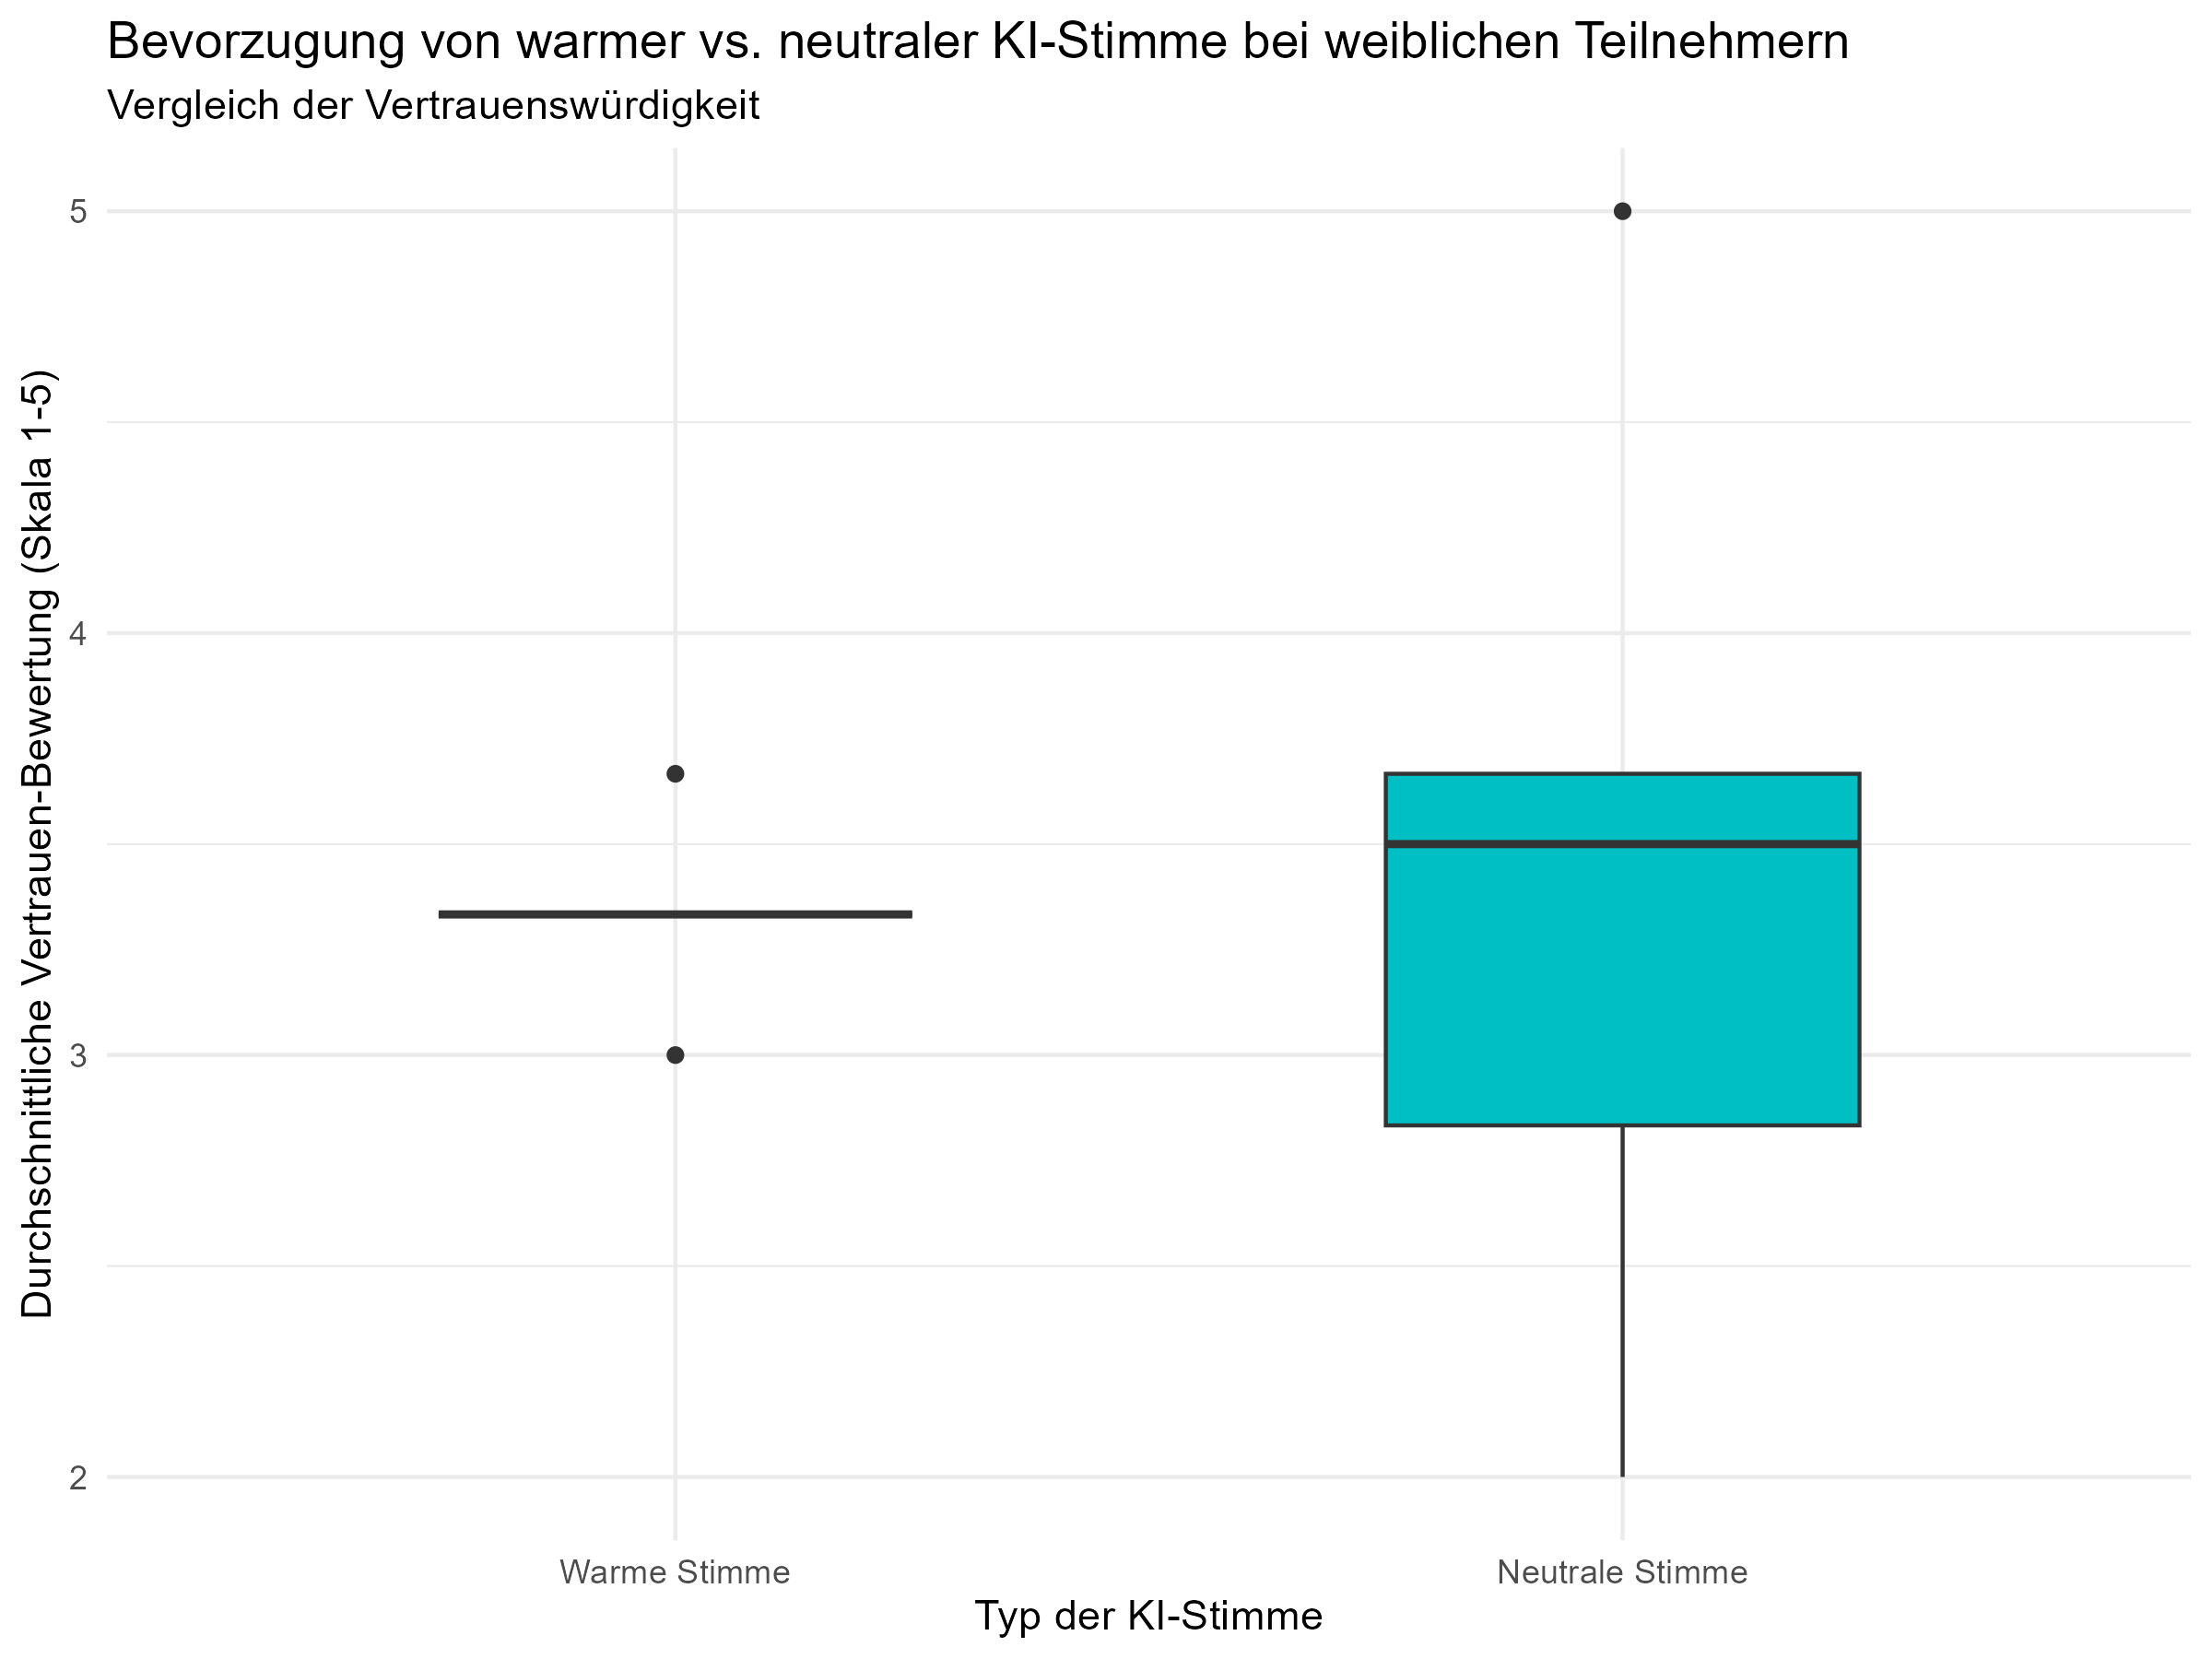 Bevorzugung von warmer vs. neutraler KI-Stimme bei weiblichen Teilnehmern
Vergleich der Vertrauenswürdigkeit
Durchschnittliche Vertrauen-Bewertung (Skala 1-5)
5
4
3
2
Warme Stimme
Neutrale Stimme
Typ der KI-Stimme